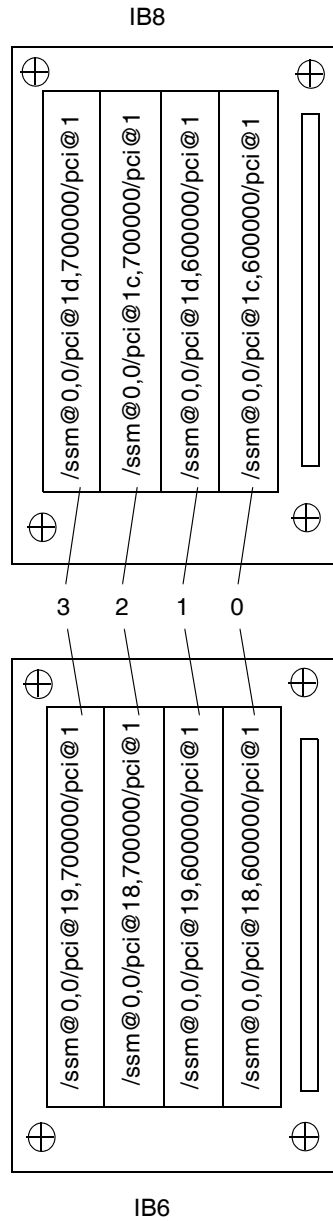 IB8
/ssm@0,0/pci@1d,700000/pci@1
/ssm@0,0/pci@1c,700000/pci@1
/ssm@0,0/pci@1d,600000/pci@1
/ssm@0,0/pci@1c,600000/pci@1
3 2 1 0
/ssm@0,0/pci@19,700000/pci@1
/ssm@0,0/pci@18,700000/pci@1
/ssm@0,0/pci@19,600000/pci@1
/ssm@0,0/pci@18,600000/pci@1
IB6